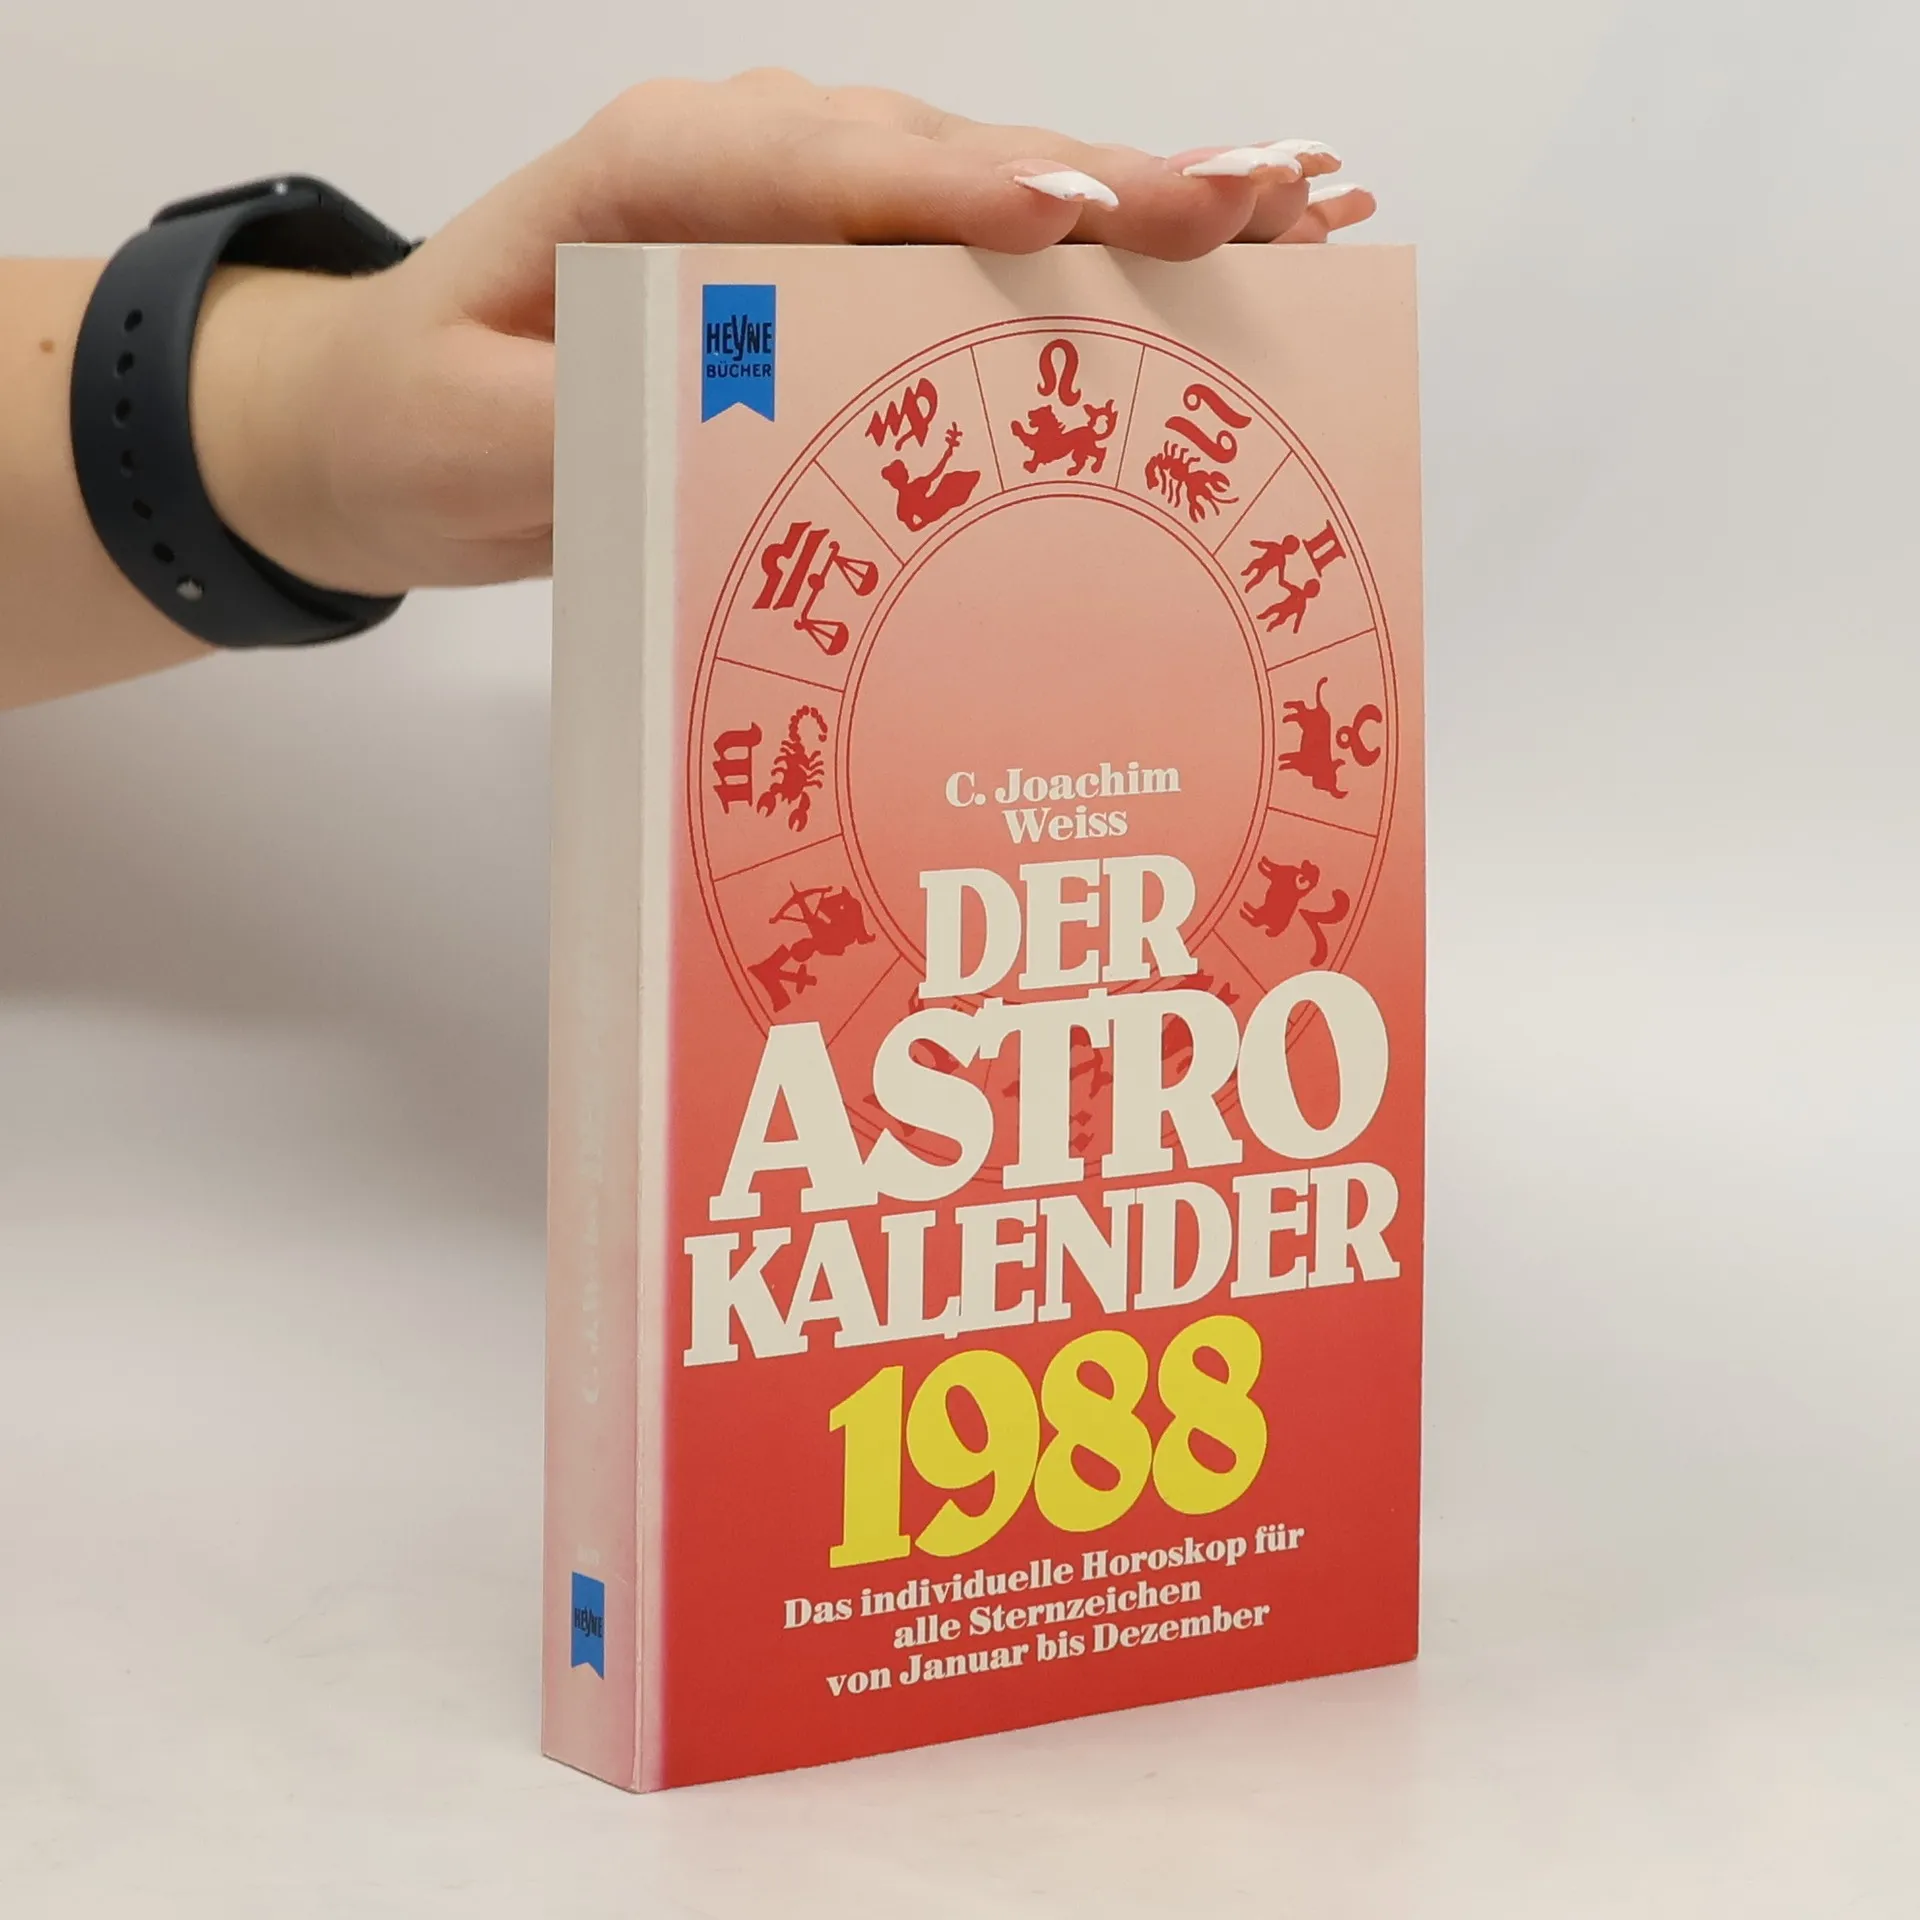 HEYNE
BÜCHER
C. Joachim
Weiss
DER
ASTRO
KALENDER
1988
Das individuelle Horoskop für
alle Sternzeichen
von Januar bis Dezember
HEYNE